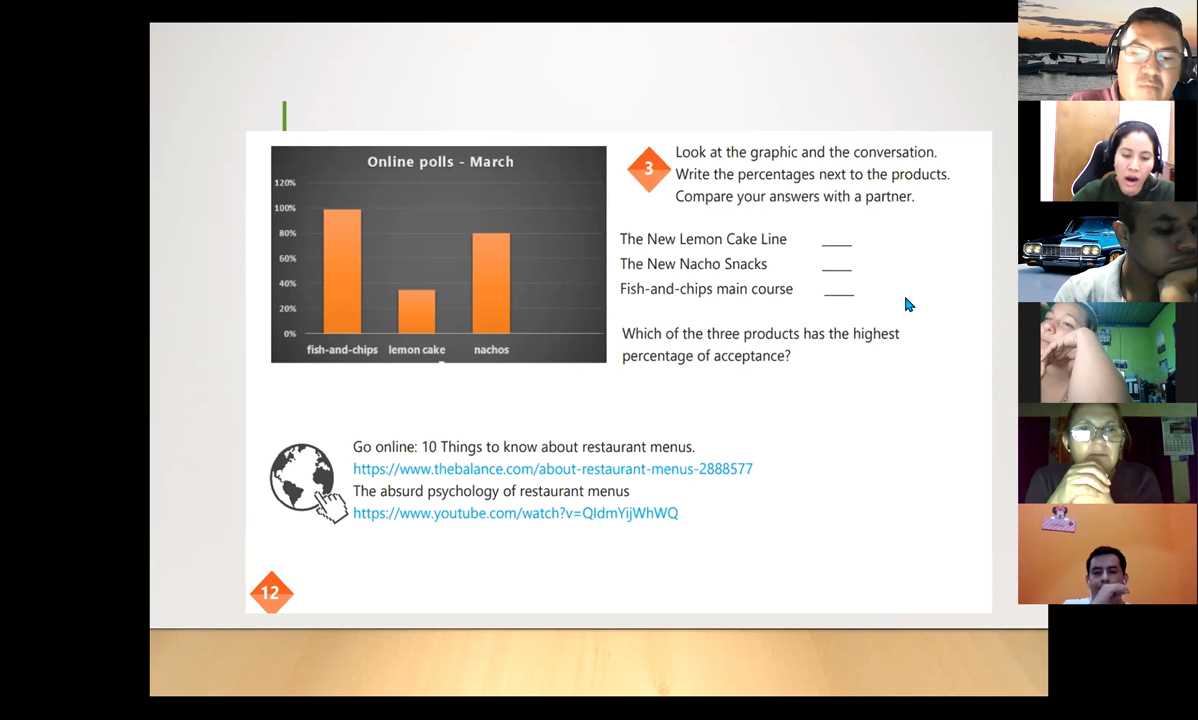 Online polls - March
120%
100%
80%
60%
40%
20%
0%
fish-and-chips lemon cake nachos
3
Look at the graphic and the conversation.
Write the percentages next to the products.
Compare your answers with a partner.
The New Lemon Cake Line ____
The New Nacho Snacks ____
Fish-and-chips main course ____
Which of the three products has the highest
percentage of acceptance?
Go online: 10 Things to know about restaurant menus.
https://www.thebalance.com/about-restaurant-menus-2888577
The absurd psychology of restaurant menus
https://www.youtube.com/watch?v=QIdmYijWhWQ
12